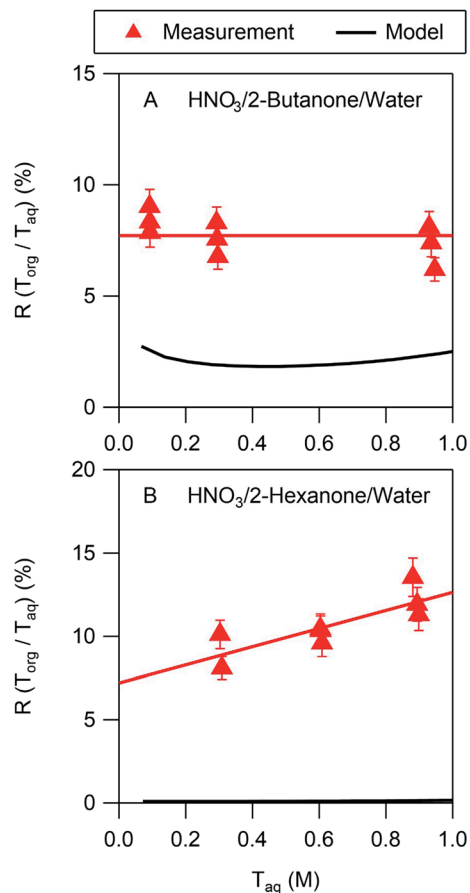 Measurement Model
A HNO3/2-Butanone/Water
R (Torg / Taq) (%)
15
10
5
0
0.0 0.2 0.4 0.6 0.8 1.0
B HNO3/2-Hexanone/Water
R (Torg / Taq) (%)
20
15
10
5
0
0.0 0.2 0.4 0.6 0.8 1.0
Taq (M)